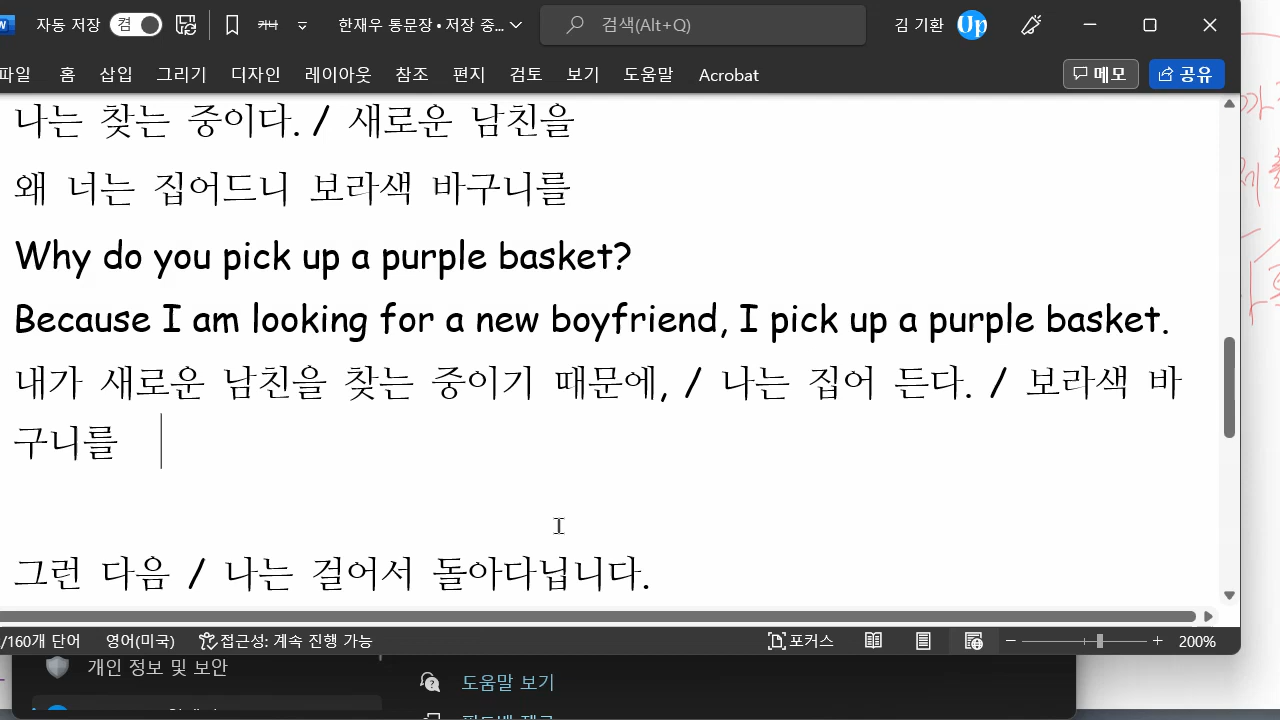 자동 저장 켬 가나 한재우 통문장 • 저장 중... 검색(Alt+Q) 김 기환 Up
파일 홈 삽입 그리기 디자인 레이아웃 참조 편지 검토 보기 도움말 Acrobat 메모 공유
나는 찾는 중이다. / 새로운 남친을
왜 너는 집어드니 보라색 바구니를
Why do you pick up a purple basket?
Because I am looking for a new boyfriend, I pick up a purple basket.
내가 새로운 남친을 찾는 중이기 때문에, / 나는 집어 든다. / 보라색 바
구니를
그런 다음 / 나는 걸어서 돌아다닙니다.
/160개 단어 영어(미국) 접근성: 계속 진행 가능 포커스 200%
개인 정보 및 보안
도움말 보기